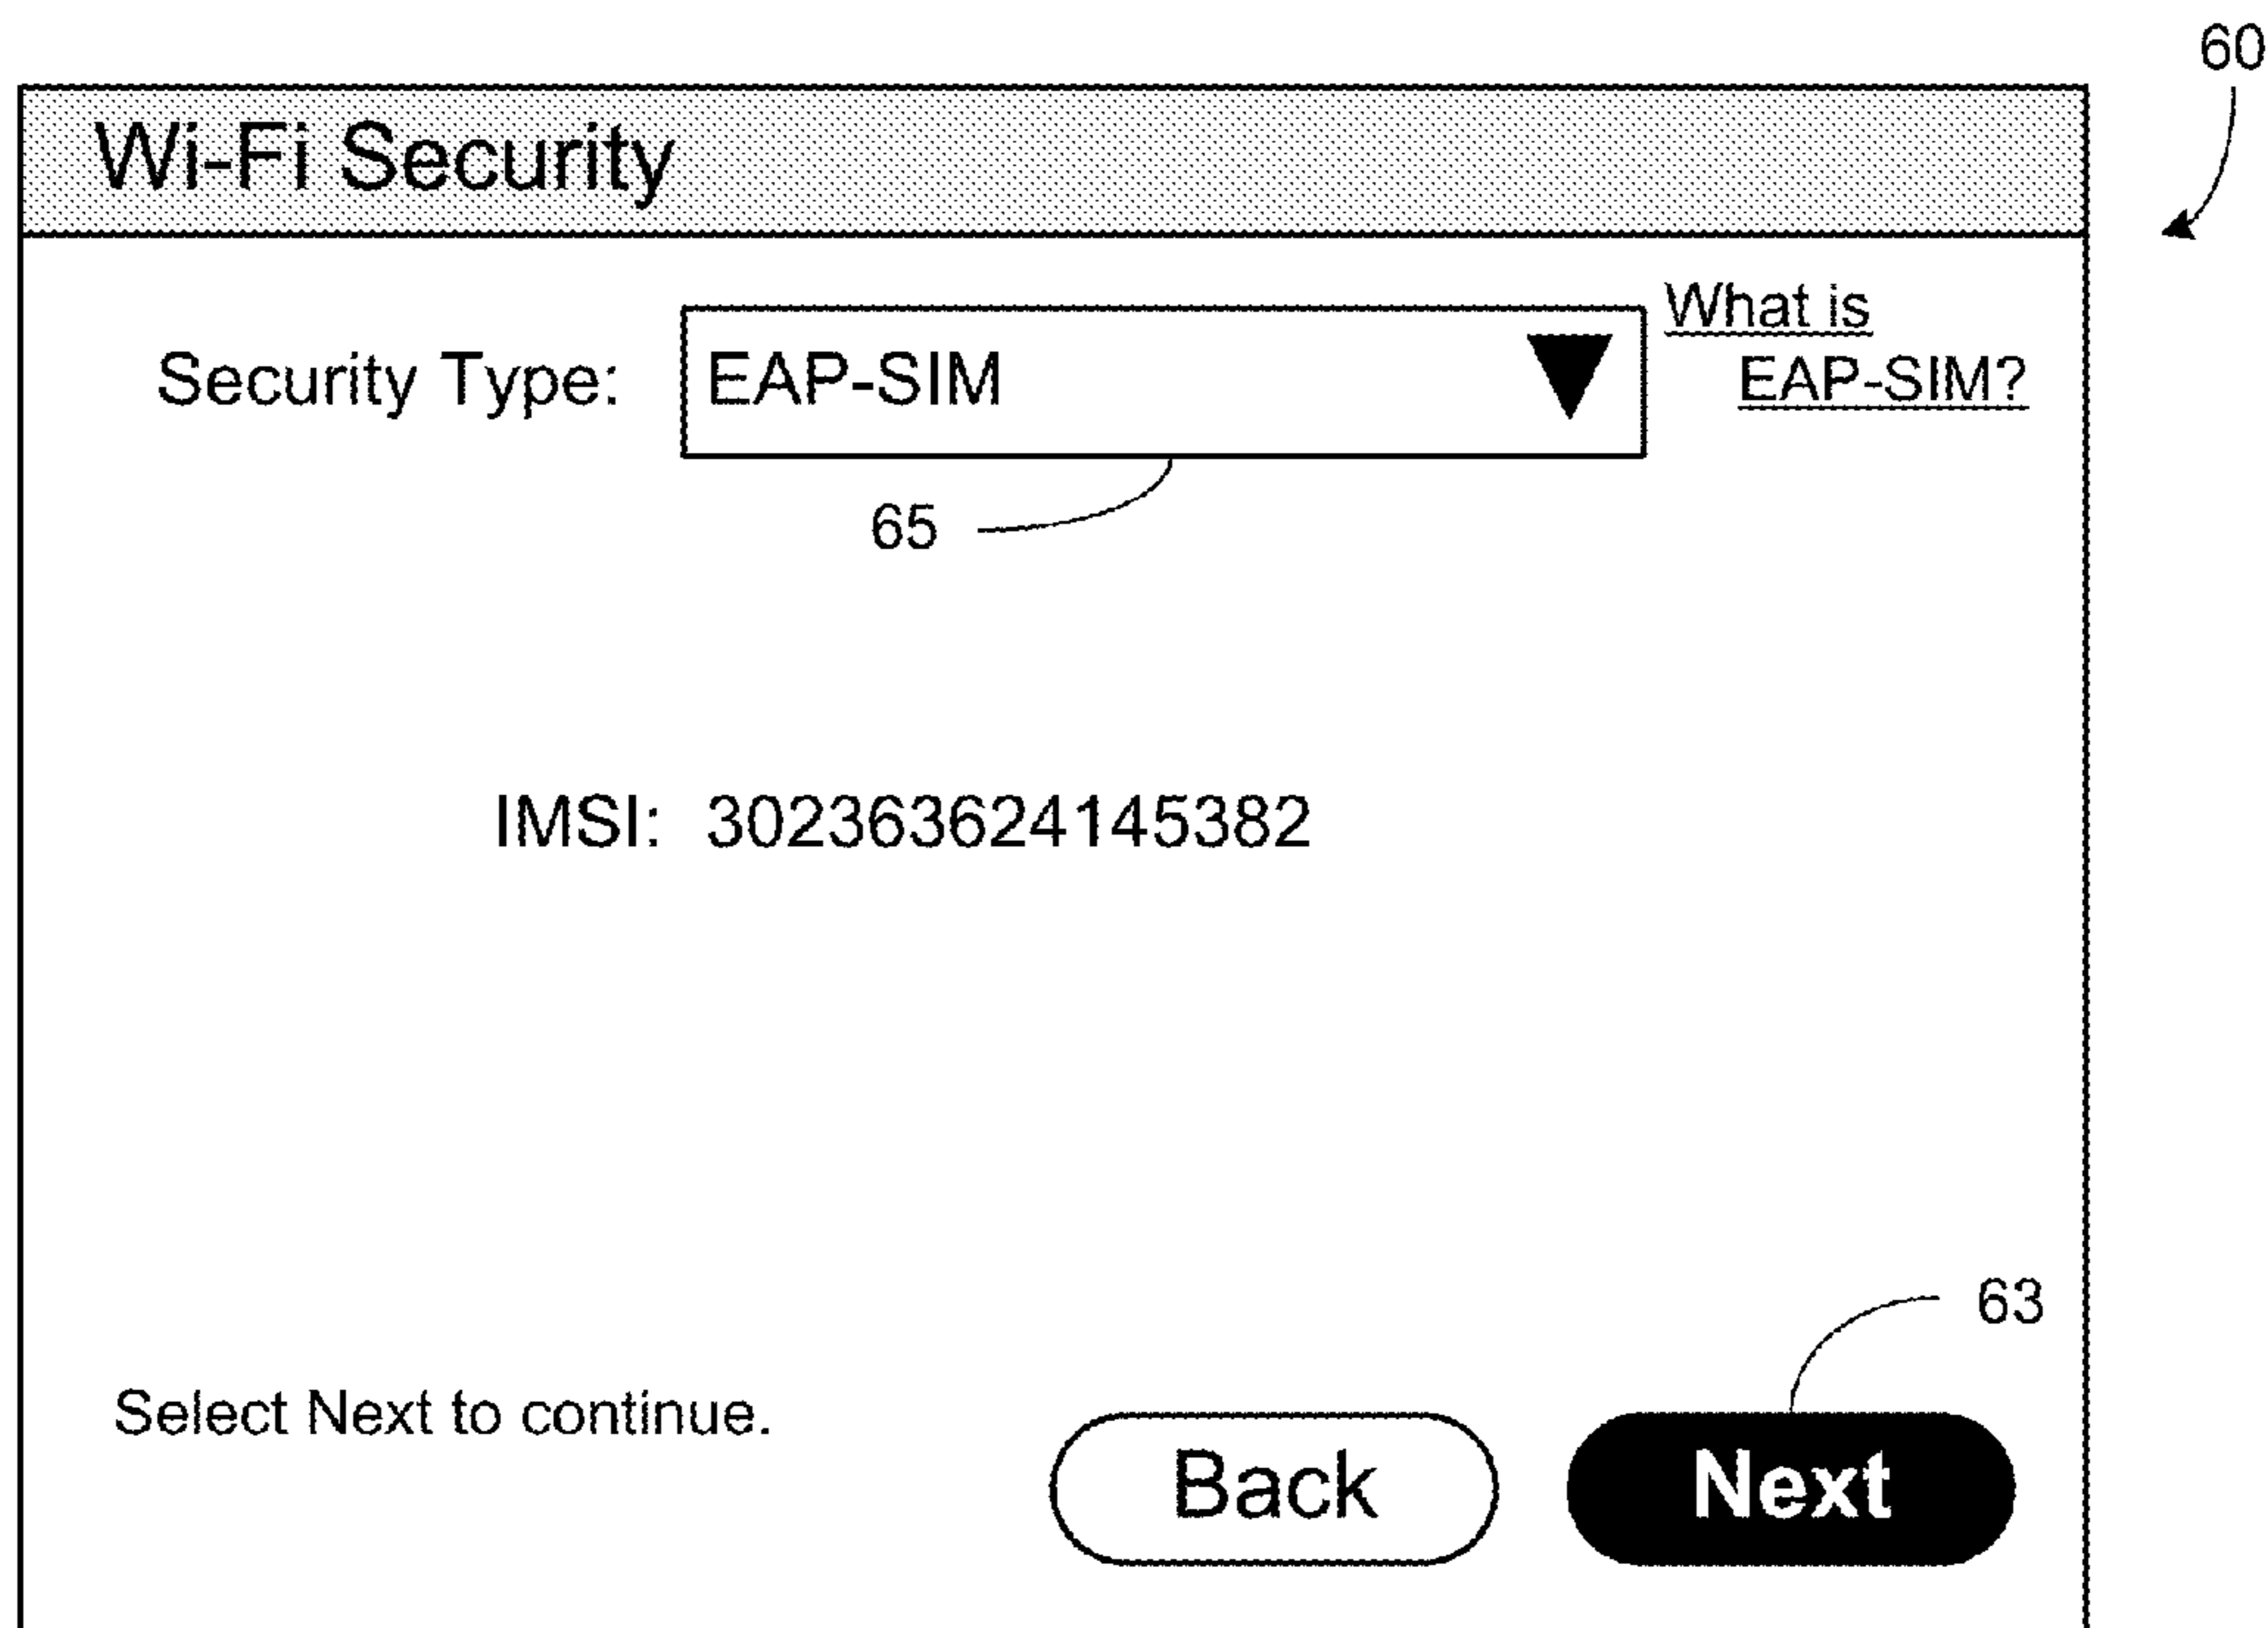 60
Wi-Fi Security
What is
Security Type: EAP-SIM EAP-SIM?
65
IMSI: 302363624145382
63
Select Next to continue.
Back Next